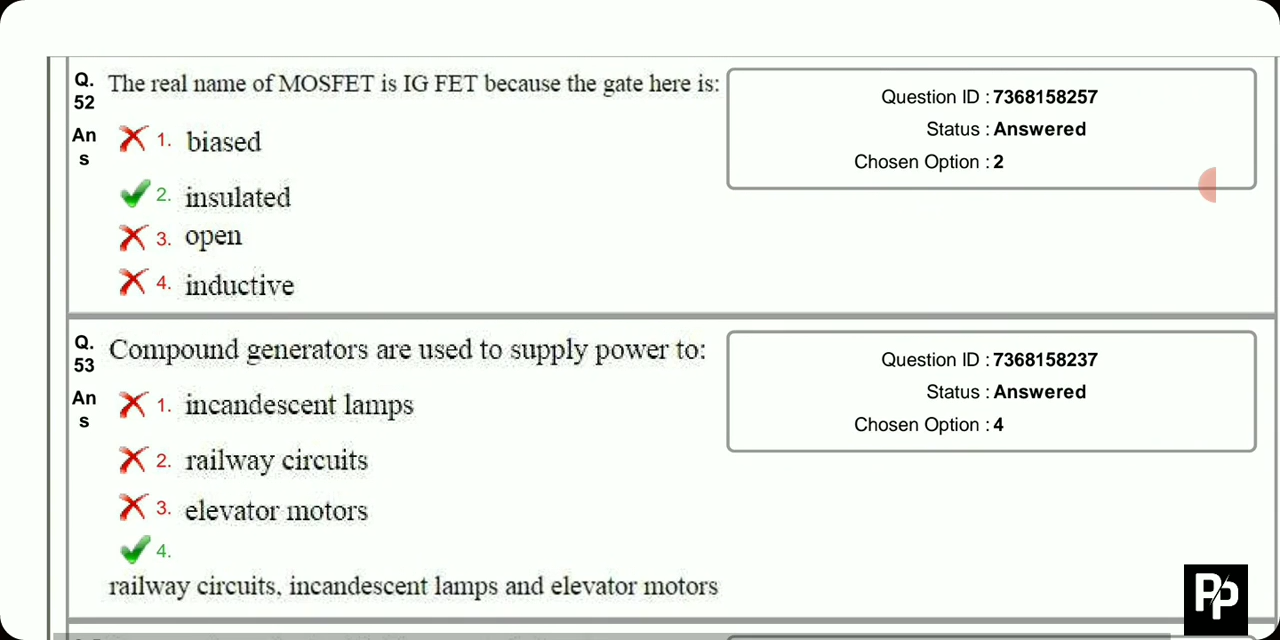 Q. 52
The real name of MOSFET is IG FET because the gate here is:
Question ID : 7368158257
Status : Answered
Chosen Option : 2
Ans
1. biased
2. insulated
3. open
4. inductive
Q. 53
Compound generators are used to supply power to:
Question ID : 7368158237
Status : Answered
Chosen Option : 4
Ans
1. incandescent lamps
2. railway circuits
3. elevator motors
4.
railway circuits, incandescent lamps and elevator motors
Pp